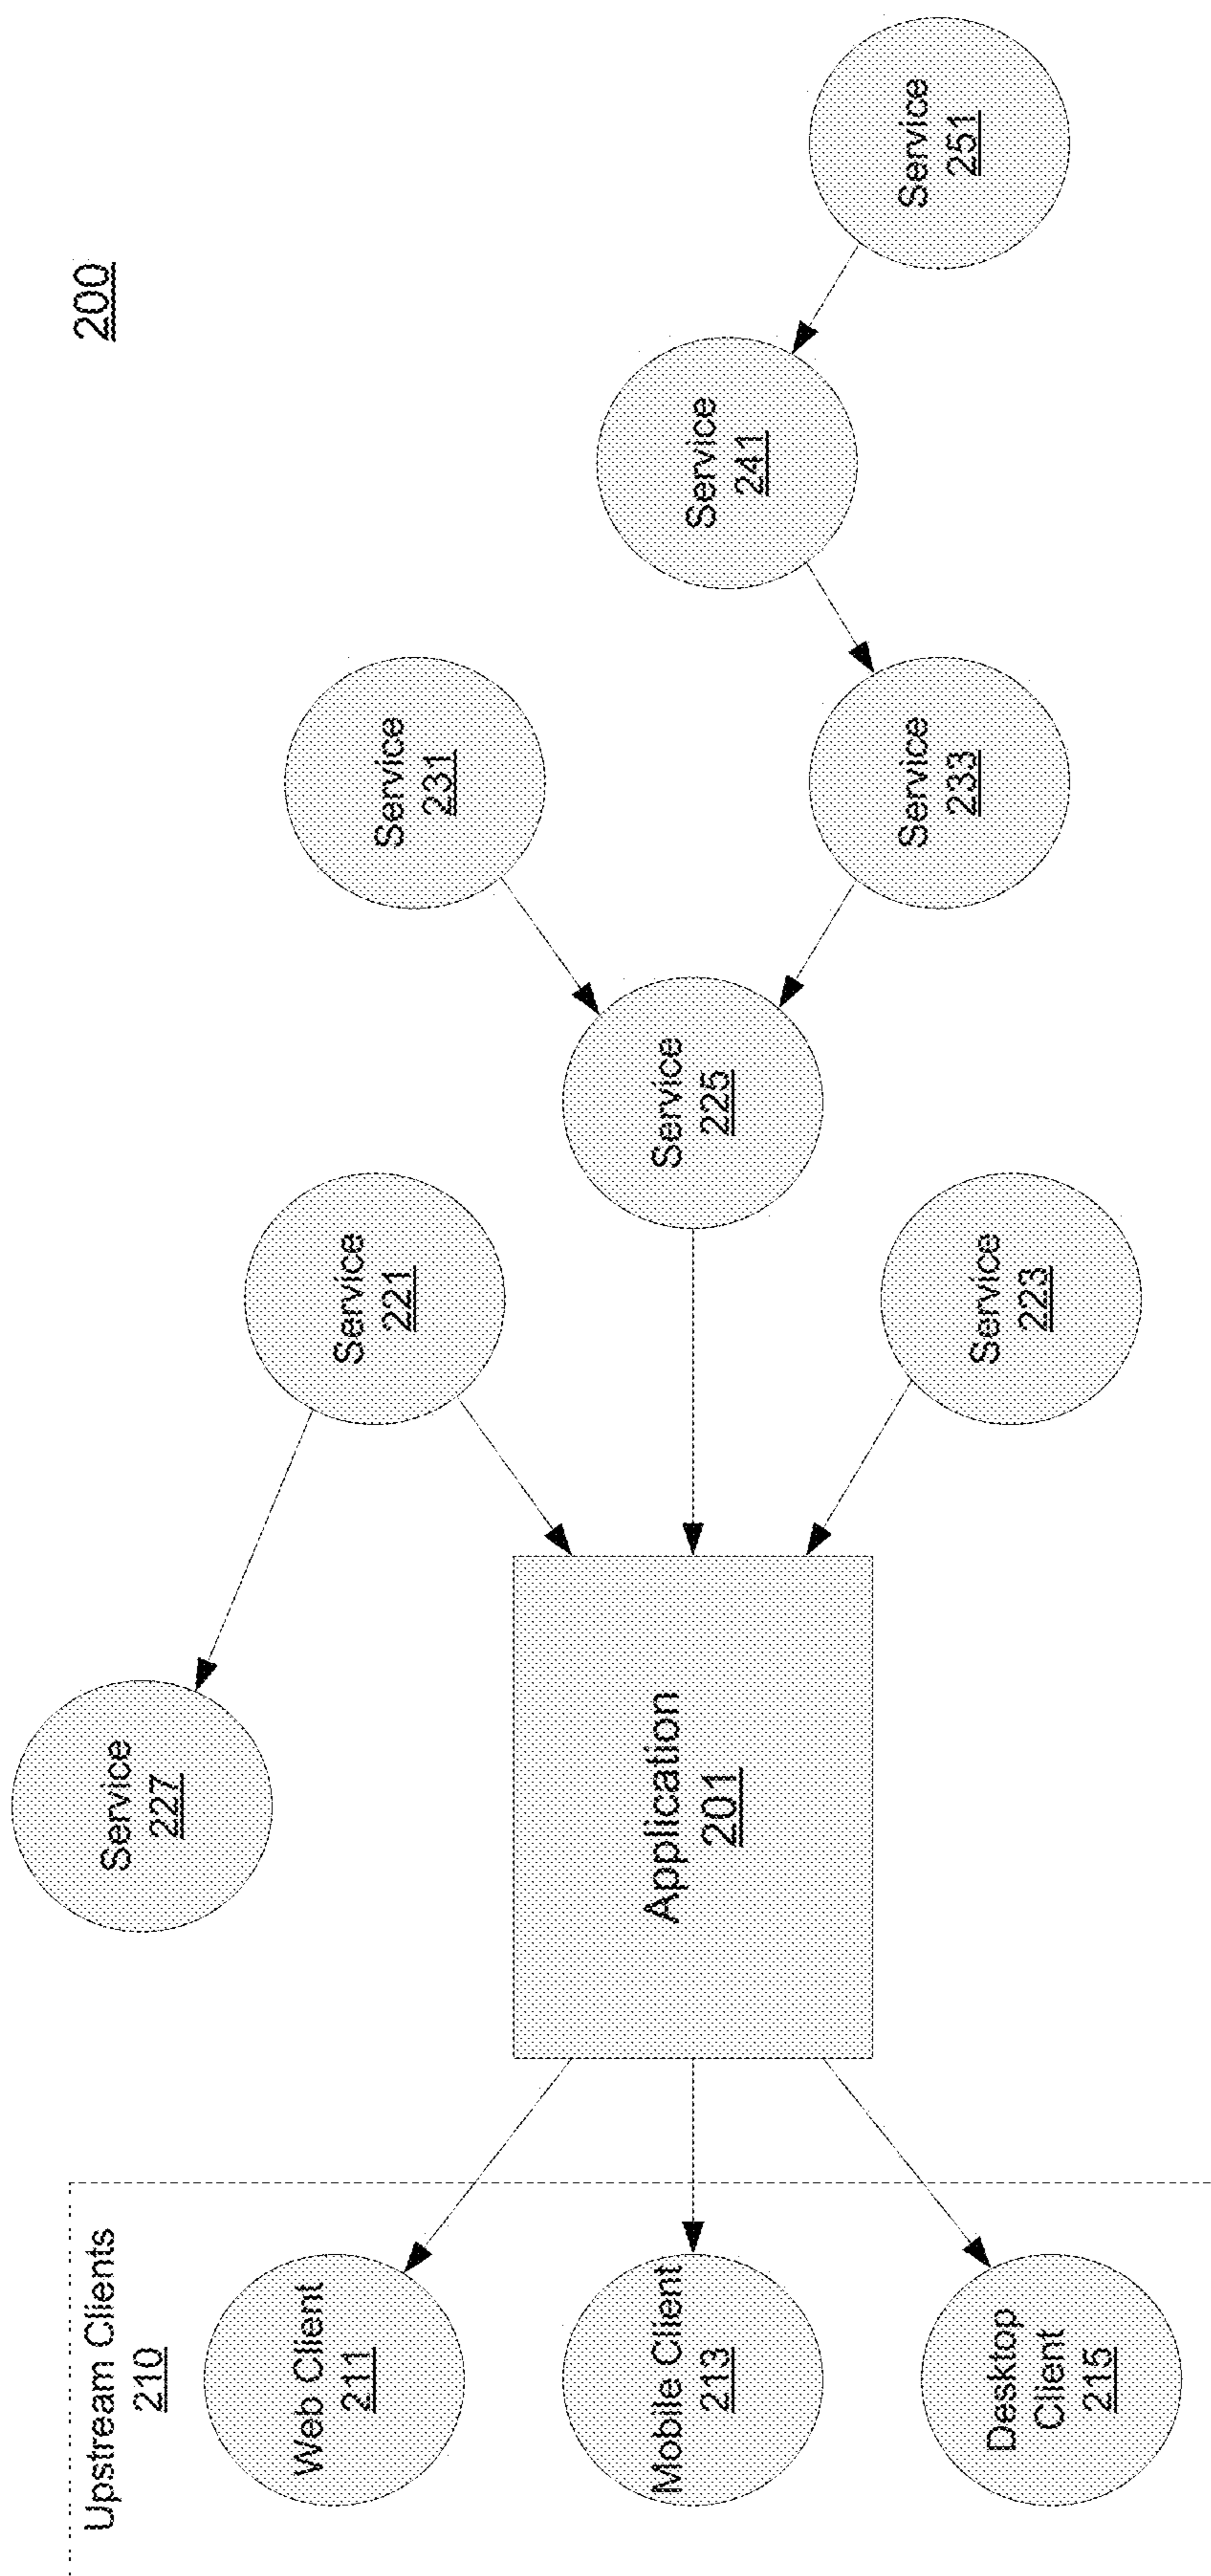 200
Upstream Clients
210
Web Client
211
Mobile Client
213
Desktop
Client
215
Application
201
Service
227
Service
221
Service
223
Service
225
Service
231
Service
233
Service
241
Service
251